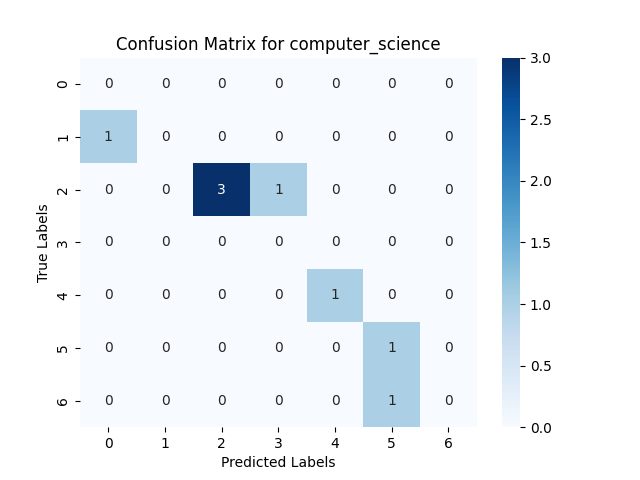 Confusion Matrix for computer_science
0 0 0 0 0 0 0 0
1 1 0 0 0 0 0 0
2 0 0 3 1 0 0 0
3 0 0 0 0 0 0 0
4 0 0 0 0 1 0 0
5 0 0 0 0 0 1 0
6 0 0 0 0 0 1 0
0 1 2 3 4 5 6
True Labels
Predicted Labels
3.0
2.5
2.0
1.5
1.0
0.5
0.0